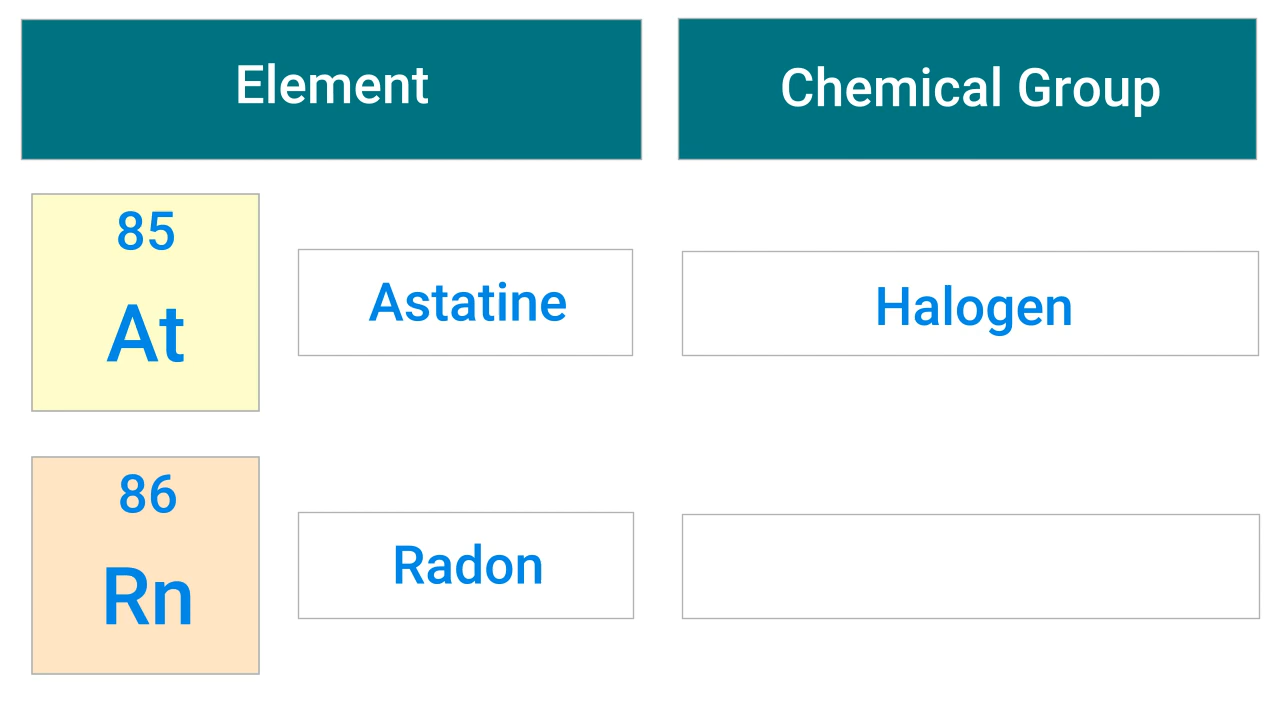 Element
Chemical Group
85
At
Astatine
Halogen
86
Rn
Radon